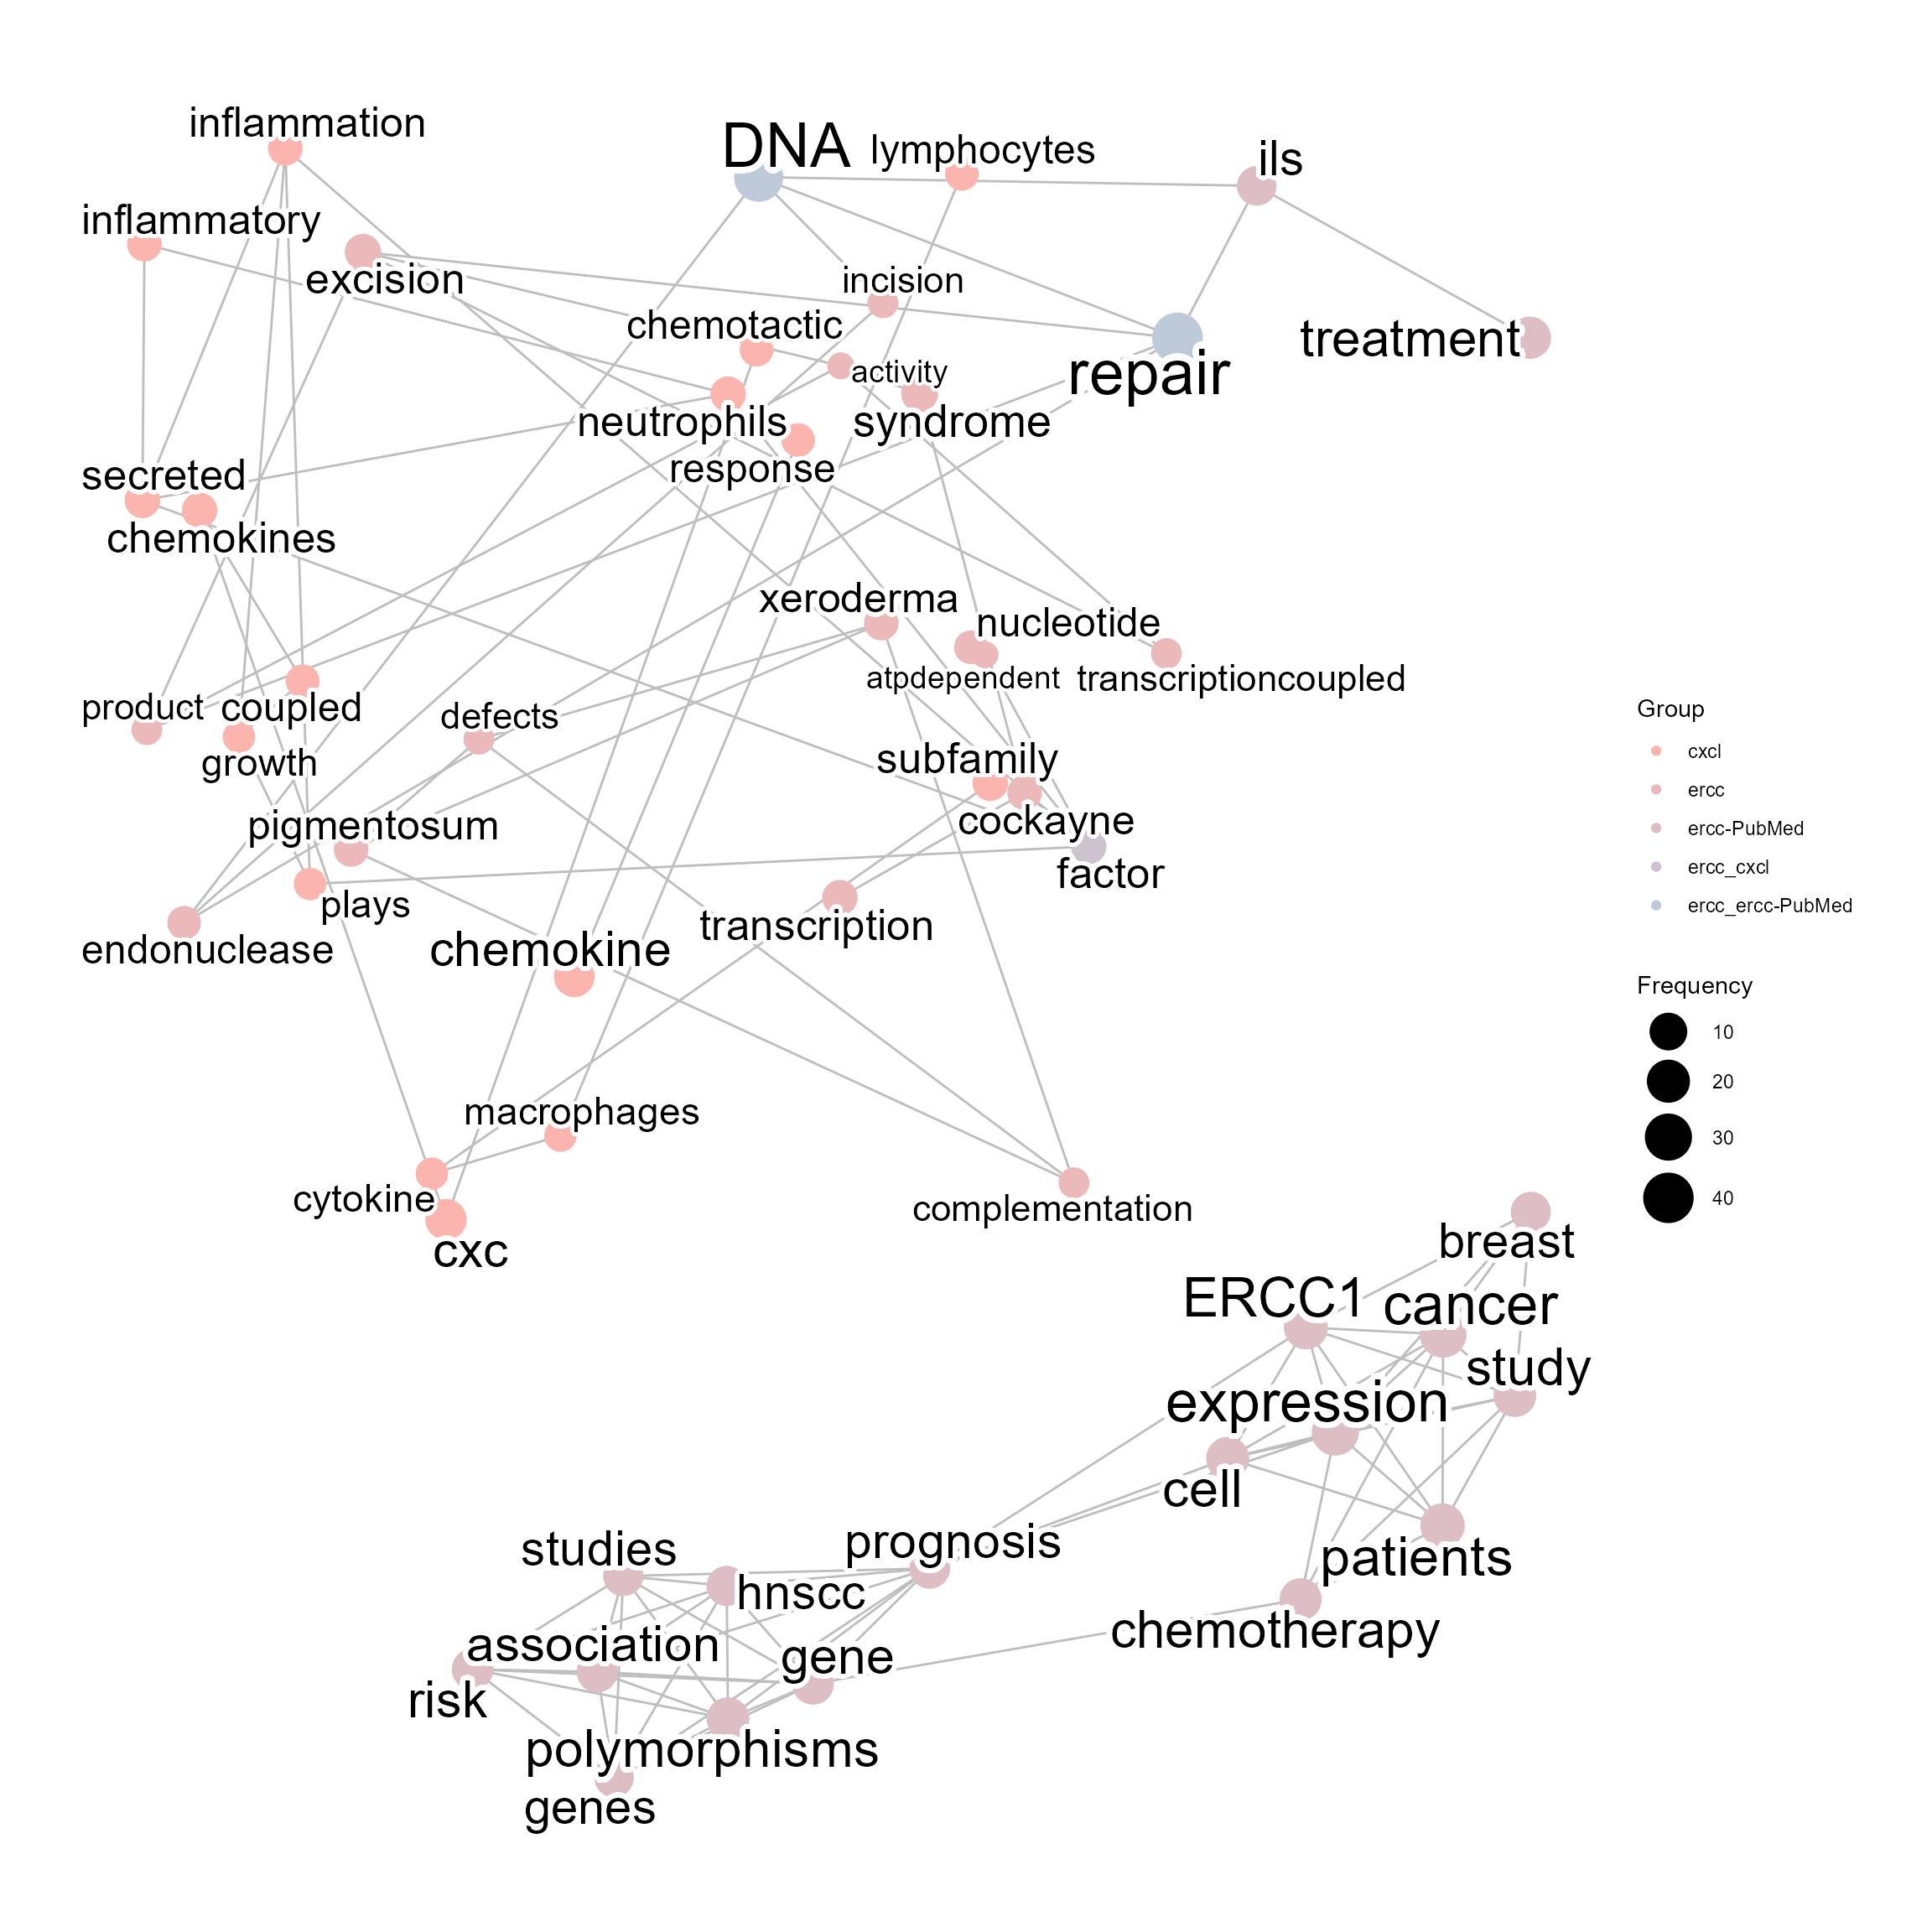 inflammation
DNA
lymphocytes
ils
inflammatory
excision
incision
chemotactic
treatment
repair
activity
syndrome
neutrophils
response
secreted
chemokines
xeroderma
nucleotide
atpdependent
transcriptioncoupled
product
coupled
defects
growth
subfamily
pigmentosum
cockayne
factor
plays
transcription
endonuclease
chemokine
macrophages
cytokine
complementation
cxc
breast
ERCC1
cancer
study
expression
cell
prognosis
studies
patients
hnscc
chemotherapy
association
gene
risk
polymorphisms
genes
Group
cxcl
ercc
ercc-PubMed
ercc_cxcl
ercc_ercc-PubMed
Frequency
10
20
30
40